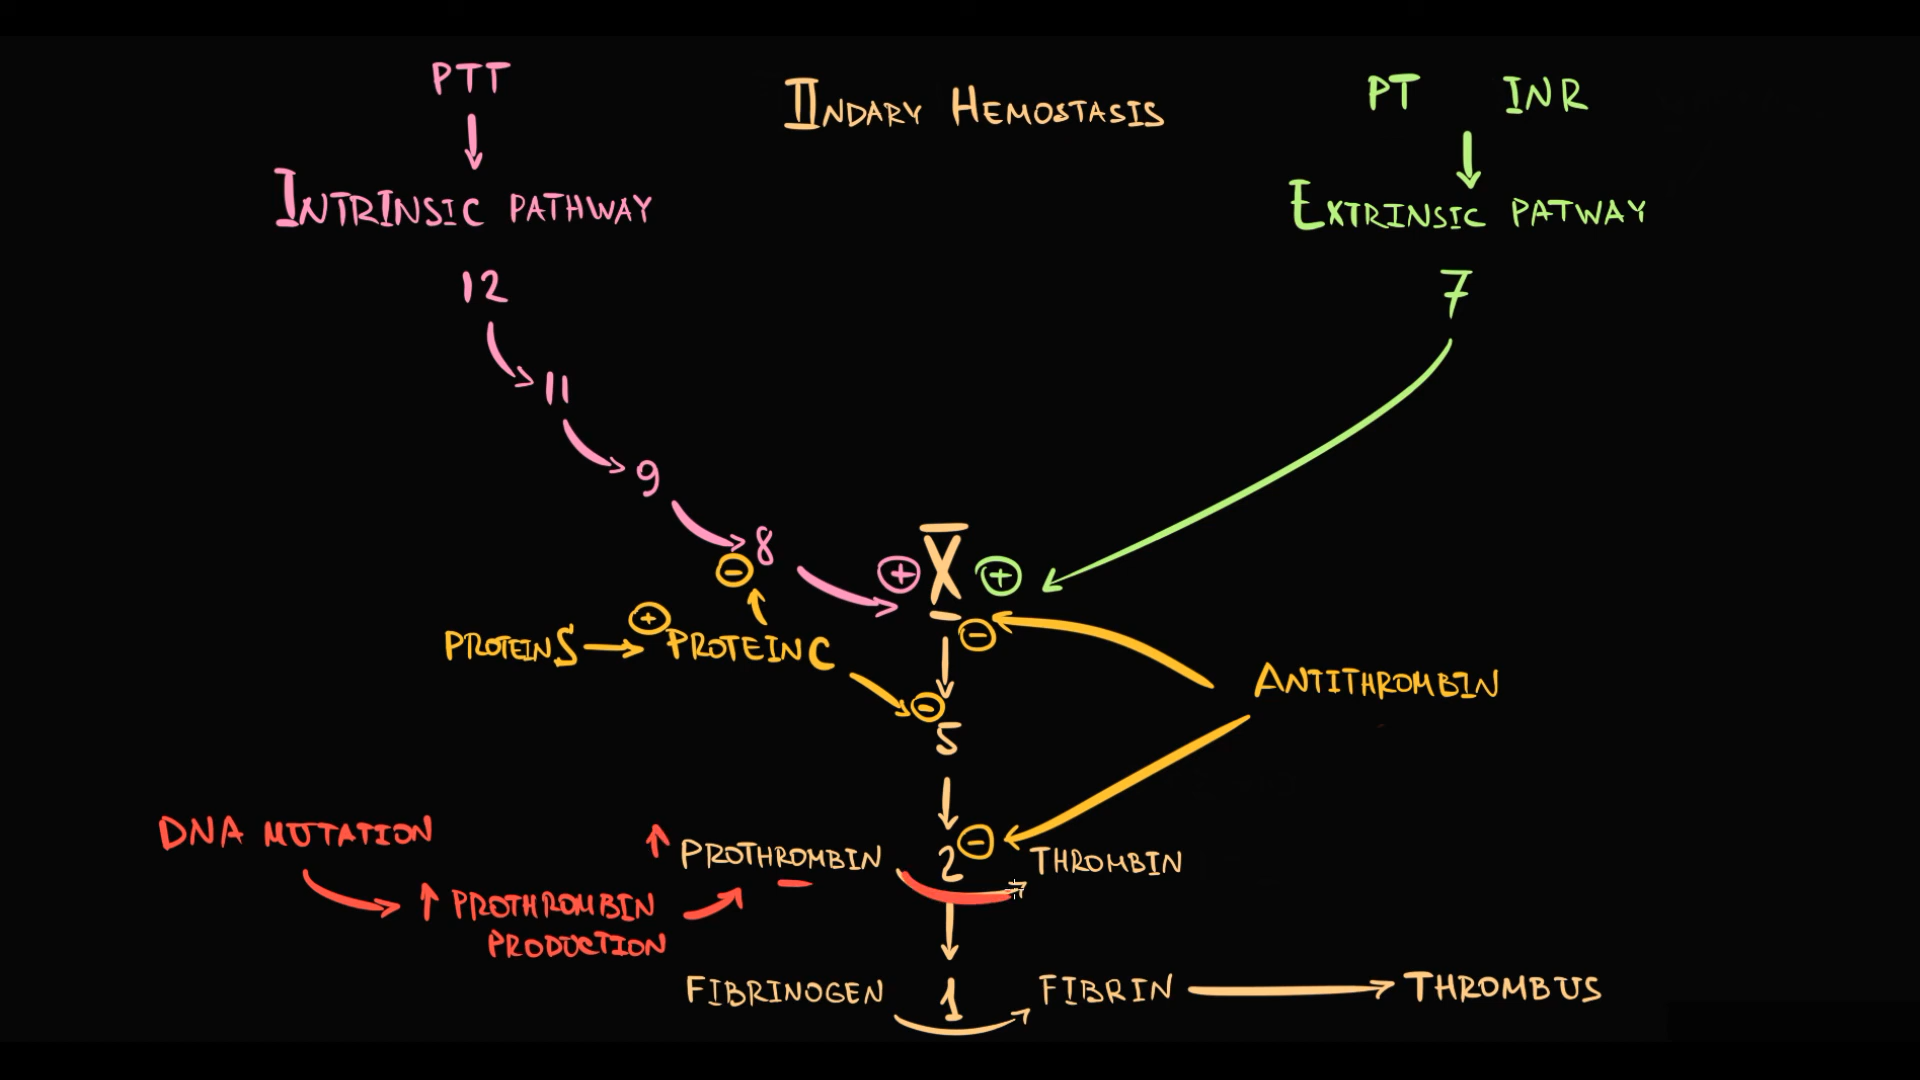 PTT
IINDARY HEMOSTASIS
PT INR
INTRINSIC PATHWAY
EXTRINSIC PATWAY
12
7
11
9
8
+ X +
-
+
-
PROTEIN S PROTEIN C
ANTITHROMBIN
-
5
DNA MUTATION
PROTHROMBIN 2 - THROMBIN
PROTHROMBIN
PRODUCTION
FIBRINOGEN 1 FIBRIN THROMBUS